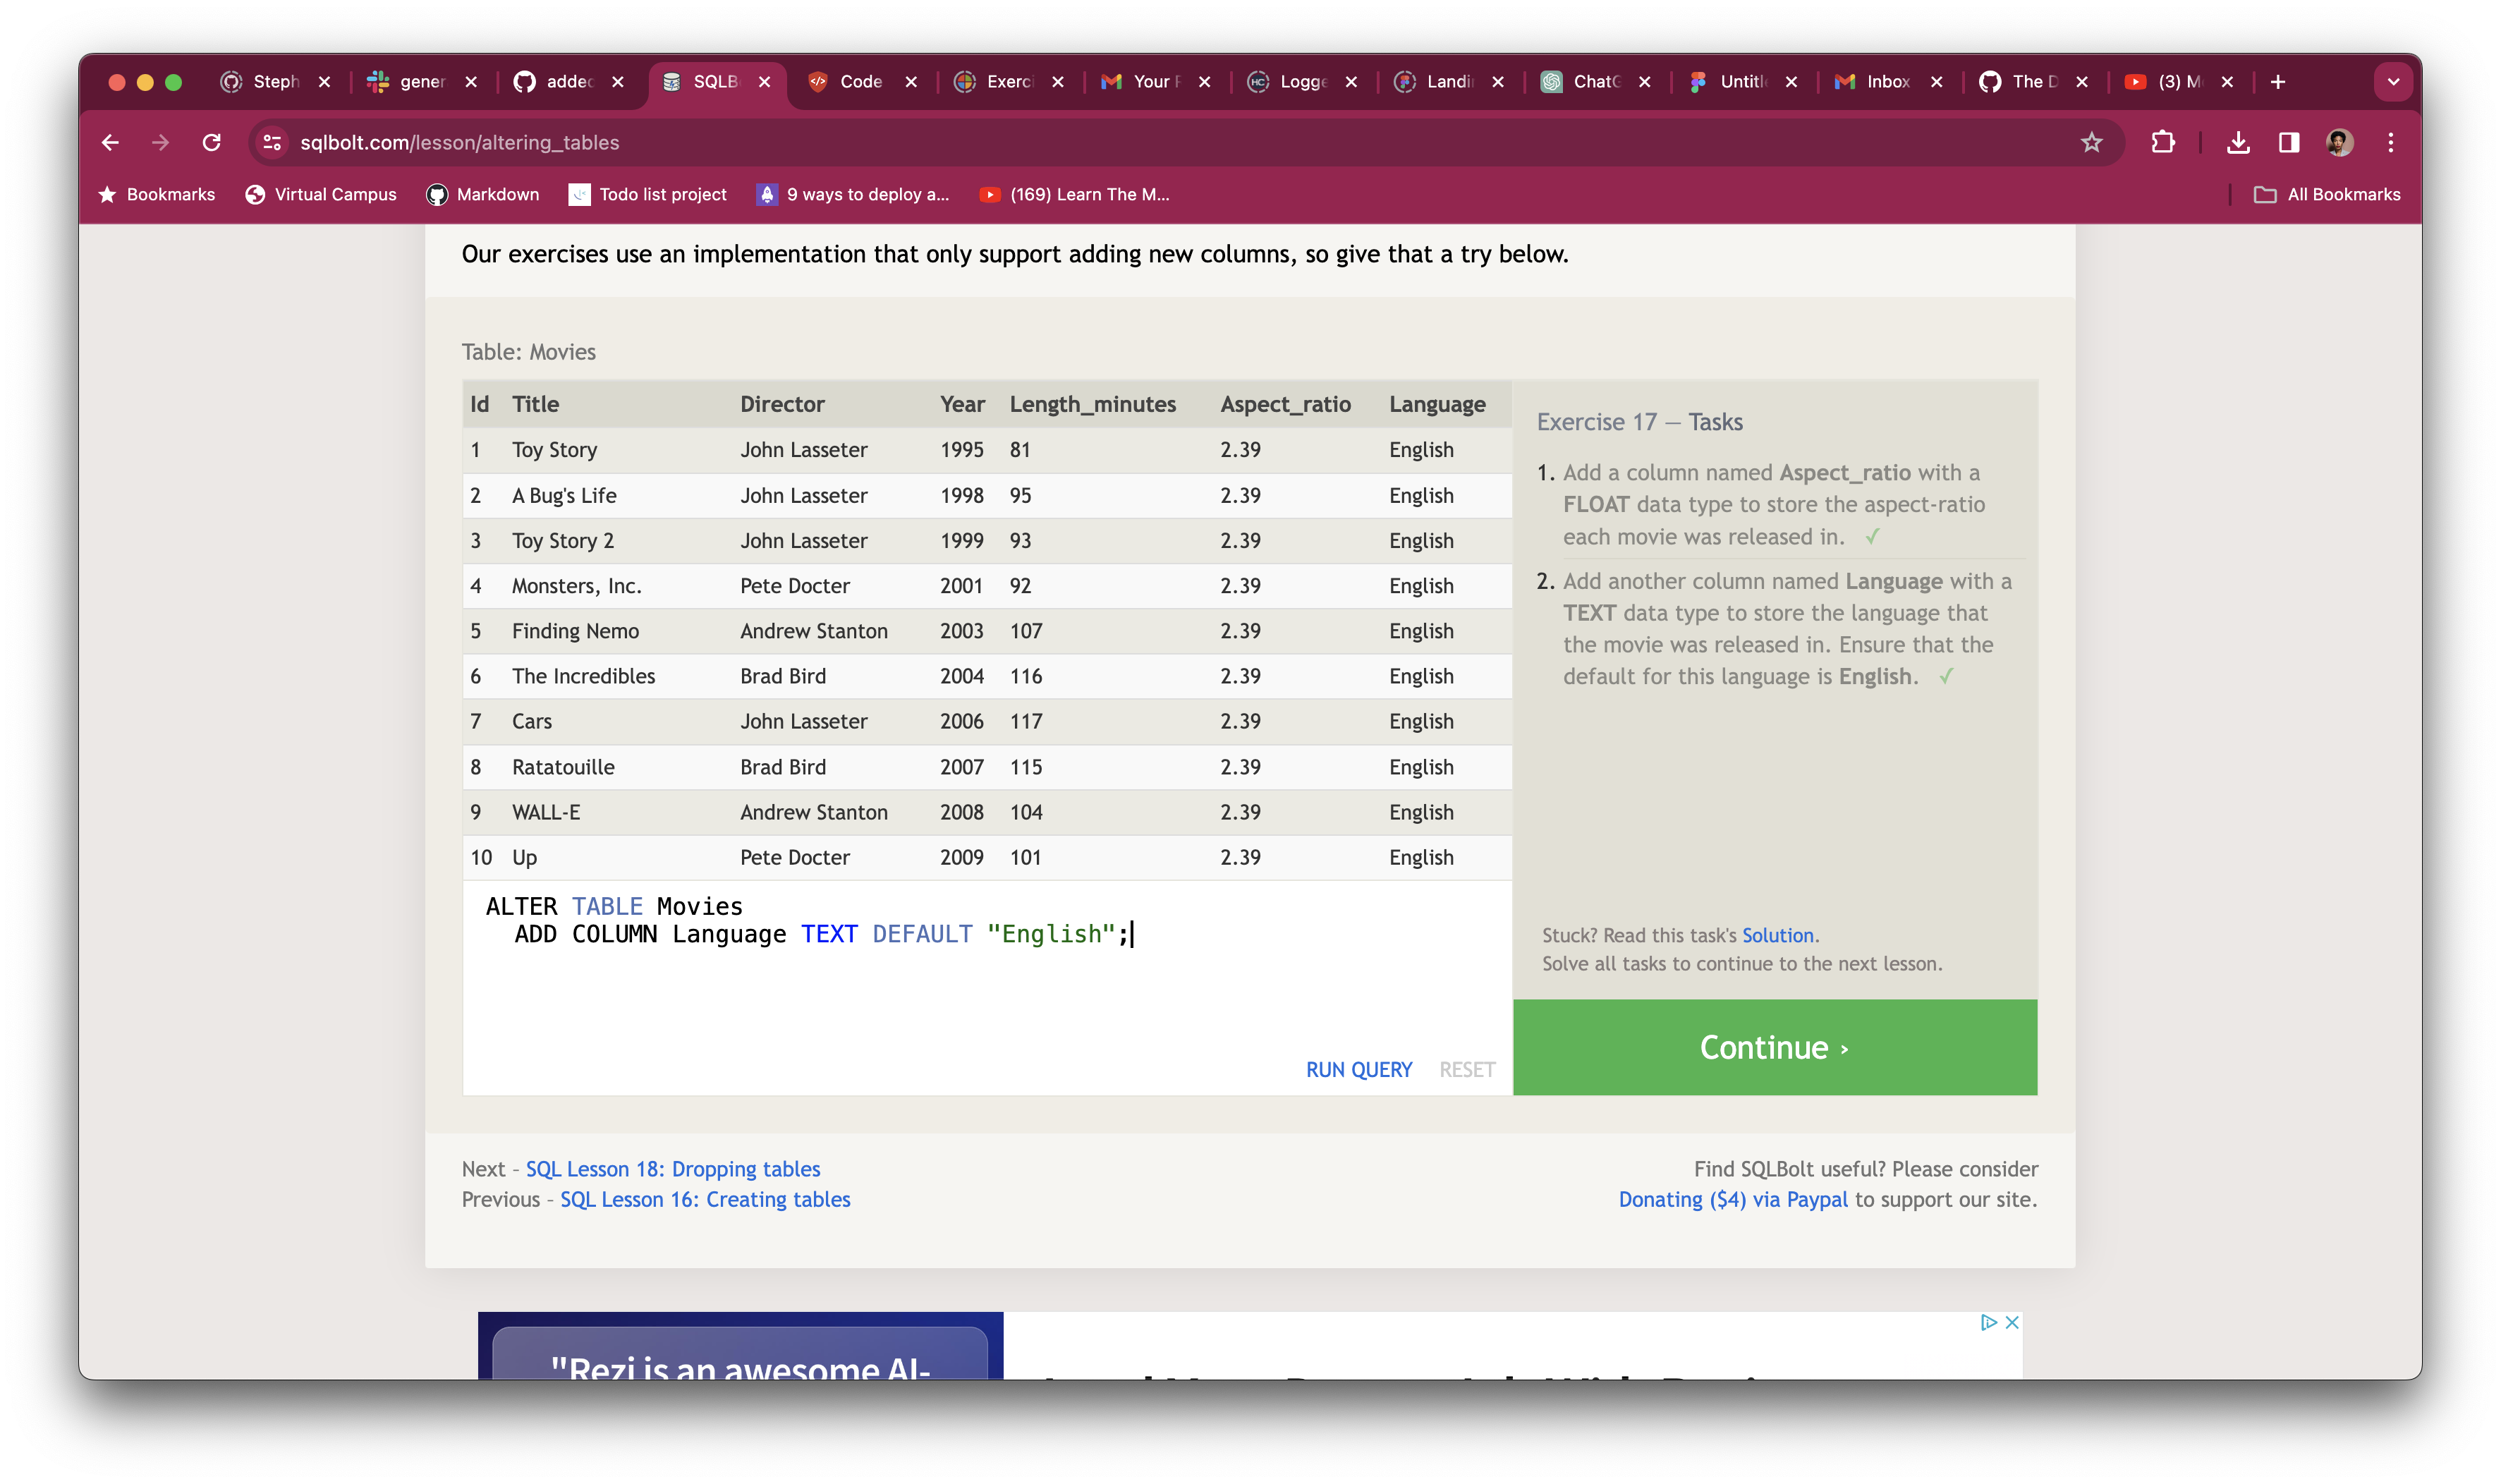 Steph
gener
added
SQLB
Code
Exerci
Your
Logge
Landi
ChatG
Untitl
Inbox
The D
(3) M
sqlbolt.com/lesson/altering_tables
Bookmarks
Virtual Campus
Markdown
Todo list project
9 ways to deploy a...
(169) Learn The M...
All Bookmarks
Our exercises use an implementation that only support adding new columns, so give that a try below.
Table: Movies
Id Title Director Year Length_minutes Aspect_ratio Language
1 Toy Story John Lasseter 1995 81 2.39 English
2 A Bug's Life John Lasseter 1998 95 2.39 English
3 Toy Story 2 John Lasseter 1999 93 2.39 English
4 Monsters, Inc. Pete Docter 2001 92 2.39 English
5 Finding Nemo Andrew Stanton 2003 107 2.39 English
6 The Incredibles Brad Bird 2004 116 2.39 English
7 Cars John Lasseter 2006 117 2.39 English
8 Ratatouille Brad Bird 2007 115 2.39 English
9 WALL-E Andrew Stanton 2008 104 2.39 English
10 Up Pete Docter 2009 101 2.39 English
ALTER TABLE Movies
ADD COLUMN Language TEXT DEFAULT "English";
RUN QUERY RESET
Exercise 17 — Tasks
1. Add a column named Aspect_ratio with a
FLOAT data type to store the aspect-ratio
each movie was released in. ✓
2. Add another column named Language with a
TEXT data type to store the language that
the movie was released in. Ensure that the
default for this language is English. ✓
Stuck? Read this task's Solution.
Solve all tasks to continue to the next lesson.
Continue ›
Next – SQL Lesson 18: Dropping tables
Previous – SQL Lesson 16: Creating tables
Find SQLBolt useful? Please consider
Donating ($4) via Paypal to support our site.
"Rezi is an awesome AI-